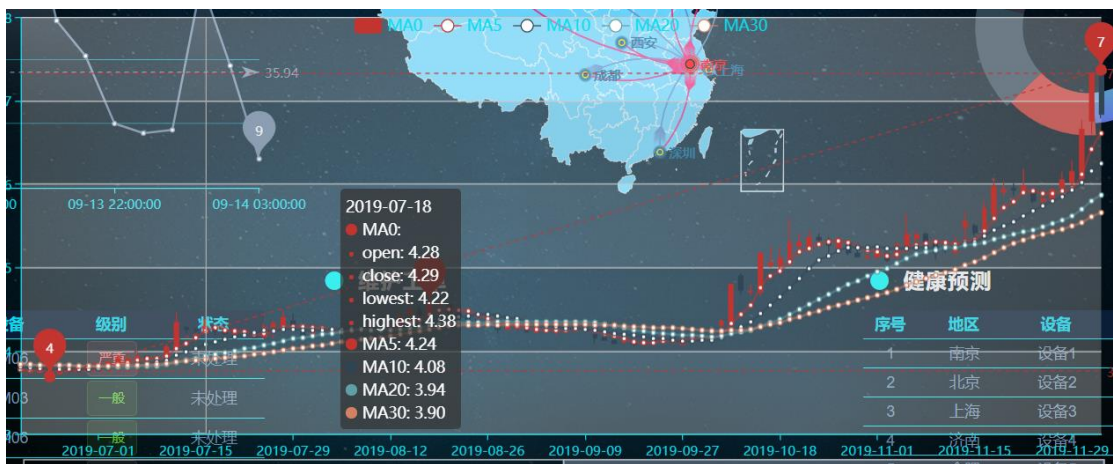 MA0 MA5 MA10 MA20 MA30
7
西安
南京
上海
35.94
成都
9
深圳
09-13 22:00:00 09-14 03:00:00
2019-07-18
MA0:
open: 4.28
close: 4.29
lowest: 4.22
highest: 4.38
MA5: 4.24
MA10: 4.08
MA20: 3.94
MA30: 3.90
健康预测
级别 状态
序号 地区 设备
4
严重 未处理
1 南京 设备1
M03 一般 未处理
2 北京 设备2
3 上海 设备3
M06 一般 未处理
4 济南 设备4
2019-07-01 2019-07-15 2019-07-29 2019-08-12 2019-08-26 2019-09-09 2019-09-27 2019-10-18 2019-11-01 2019-11-15 2019-11-29